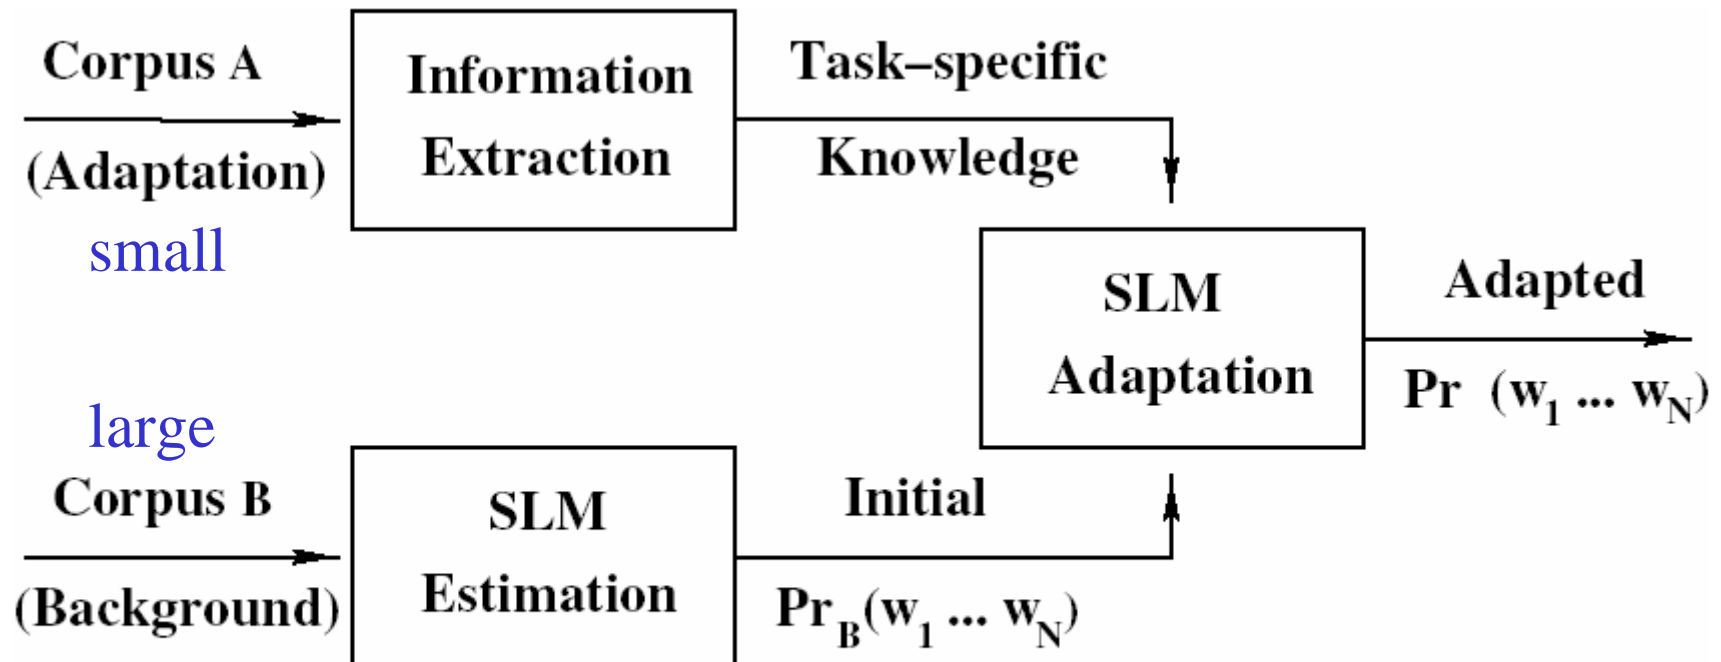 Corpus A
(Adaptation)
small
Information
Extraction
Task–specific
Knowledge
SLM
Adaptation
Adapted
Pr (w1 ... wN)
large
Corpus B
(Background)
SLM
Estimation
Initial
PrB(w1 ... wN)